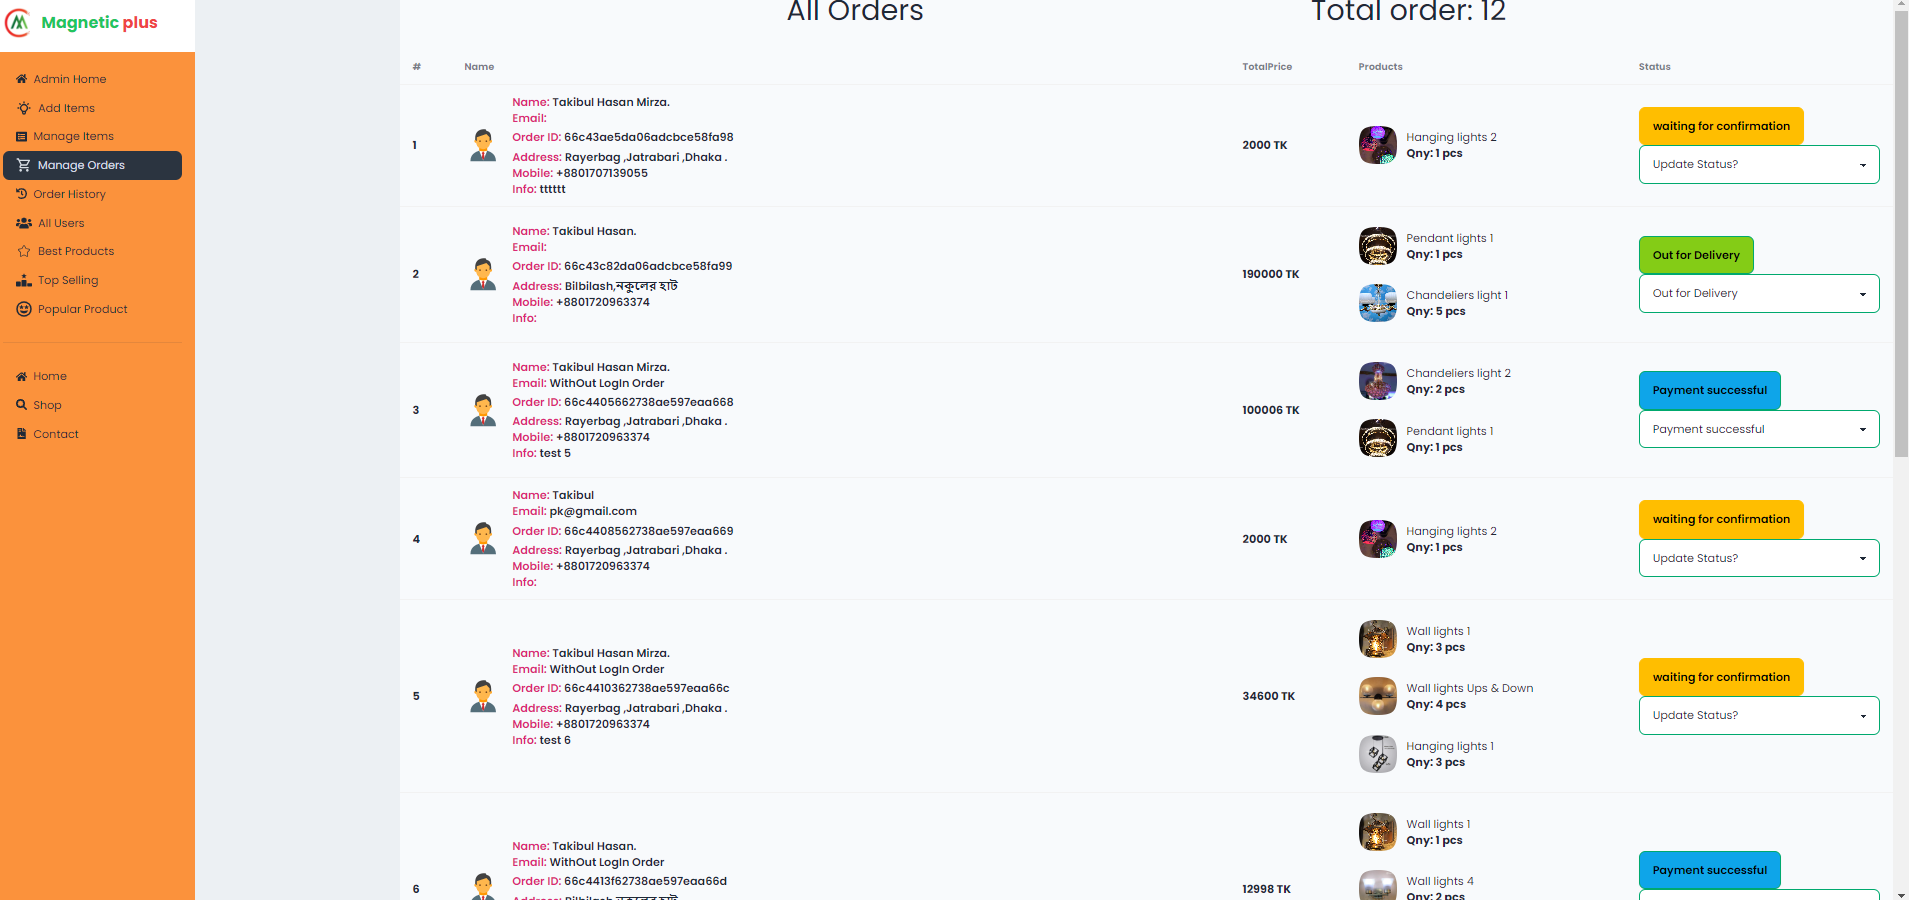 Magnetic plus
Admin Home
Add Items
Manage Items
Manage Orders
Order History
All Users
Best Products
Top Selling
Popular Product
Home
Shop
Contact
All Orders
Total order: 12
# Name TotalPrice Products Status
1
Name: Takibul Hasan Mirza.
Email:
Order ID: 66c43ae5da06adcbce58fa98
Address: Rayerbag ,Jatrabari ,Dhaka .
Mobile: +8801707139055
Info: tttttt
2000 TK
Hanging lights 2
Qny: 1 pcs
waiting for confirmation
Update Status?
2
Name: Takibul Hasan.
Email:
Order ID: 66c43c82da06adcbce58fa99
Address: Bilbilash,নকুলের হাট
Mobile: +8801720963374
Info:
190000 TK
Pendant lights 1
Qny: 1 pcs
Chandeliers light 1
Qny: 5 pcs
Out for Delivery
Out for Delivery
3
Name: Takibul Hasan Mirza.
Email: WithOut LogIn Order
Order ID: 66c4405662738ae597eaa668
Address: Rayerbag ,Jatrabari ,Dhaka .
Mobile: +8801720963374
Info: test 5
100006 TK
Chandeliers light 2
Qny: 2 pcs
Pendant lights 1
Qny: 1 pcs
Payment successful
Payment successful
4
Name: Takibul
Email: pk@gmail.com
Order ID: 66c4408562738ae597eaa669
Address: Rayerbag ,Jatrabari ,Dhaka .
Mobile: +8801720963374
Info:
2000 TK
Hanging lights 2
Qny: 1 pcs
waiting for confirmation
Update Status?
5
Name: Takibul Hasan Mirza.
Email: WithOut LogIn Order
Order ID: 66c4410362738ae597eaa66c
Address: Rayerbag ,Jatrabari ,Dhaka .
Mobile: +8801720963374
Info: test 6
34600 TK
Wall lights 1
Qny: 3 pcs
Wall lights Ups & Down
Qny: 4 pcs
Hanging lights 1
Qny: 3 pcs
waiting for confirmation
Update Status?
6
Name: Takibul Hasan.
Email: WithOut LogIn Order
Order ID: 66c4413f62738ae597eaa66d
Address: Bilbilash,নকুলের হাট
12998 TK
Wall lights 1
Qny: 1 pcs
Wall lights 4
Qny: 2 pcs
Payment successful